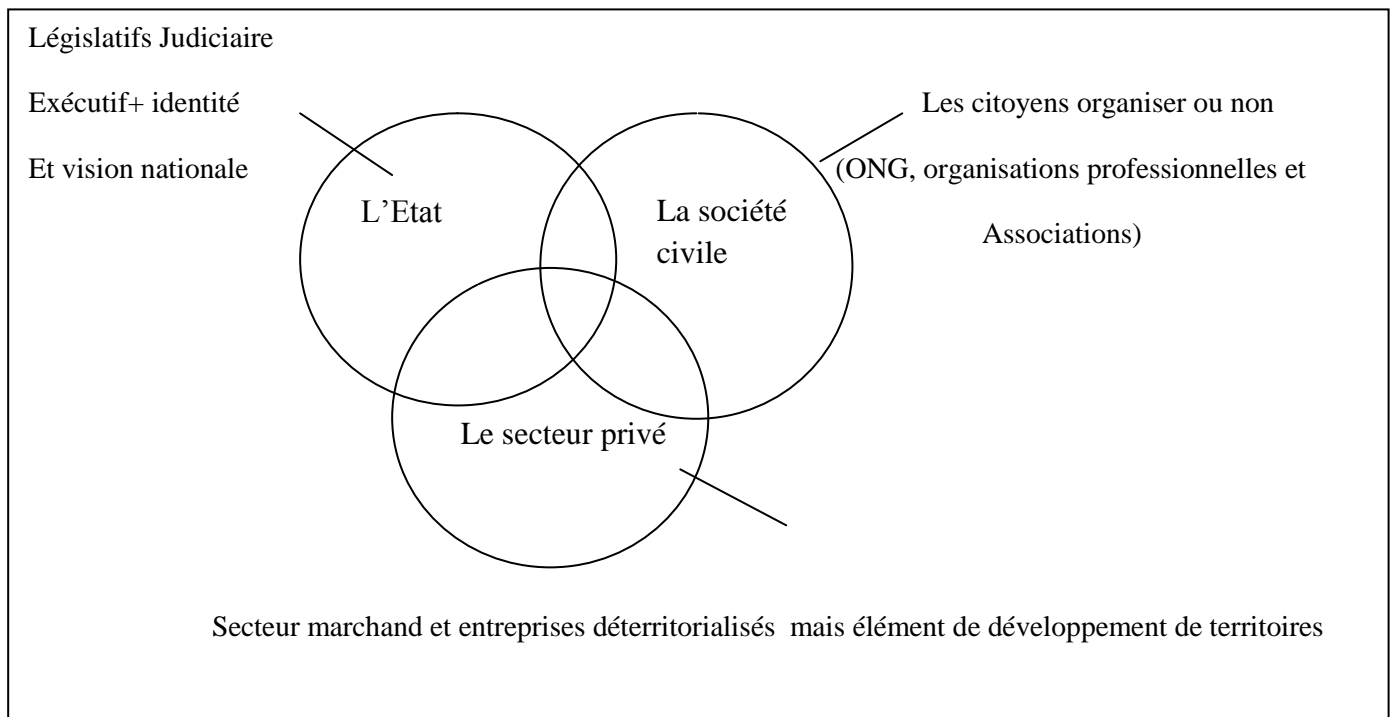 Législatifs Judiciaire
Exécutif+ identité
Et vision nationale
L’Etat
Les citoyens organiser ou non
(ONG, organisations professionnelles et
Associations)
La société
civile
Le secteur privé
Secteur marchand et entreprises déterritorialisés mais élément de développement de territoires